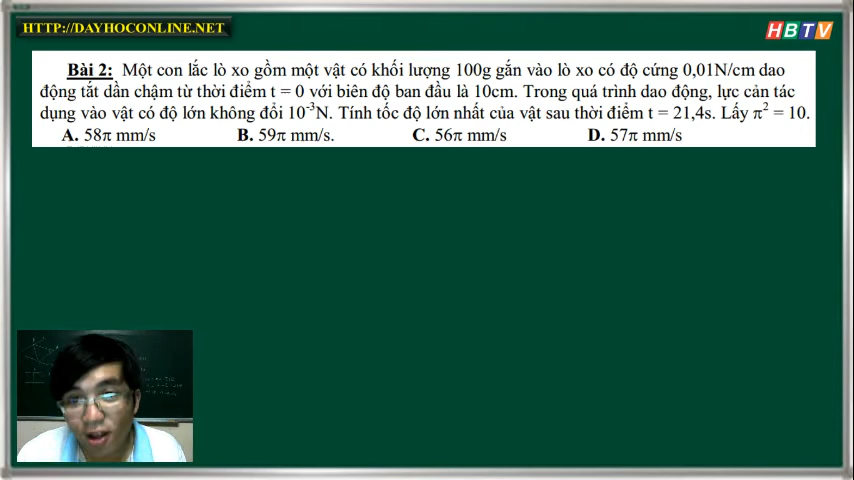 HTTP://DAYHOCONLINE.NET
HBTV
Bài 2: Một con lắc lò xo gồm một vật có khối lượng 100g gắn vào lò xo có độ cứng 0,01N/cm dao
động tắt dần chậm từ thời điểm t = 0 với biên độ ban đầu là 10cm. Trong quá trình dao động, lực cản tác
dụng vào vật có độ lớn không đổi 10⁻³N. Tính tốc độ lớn nhất của vật sau thời điểm t = 21,4s. Lấy π² = 10.
A. 58π mm/s B. 59π mm/s. C. 56π mm/s D. 57π mm/s